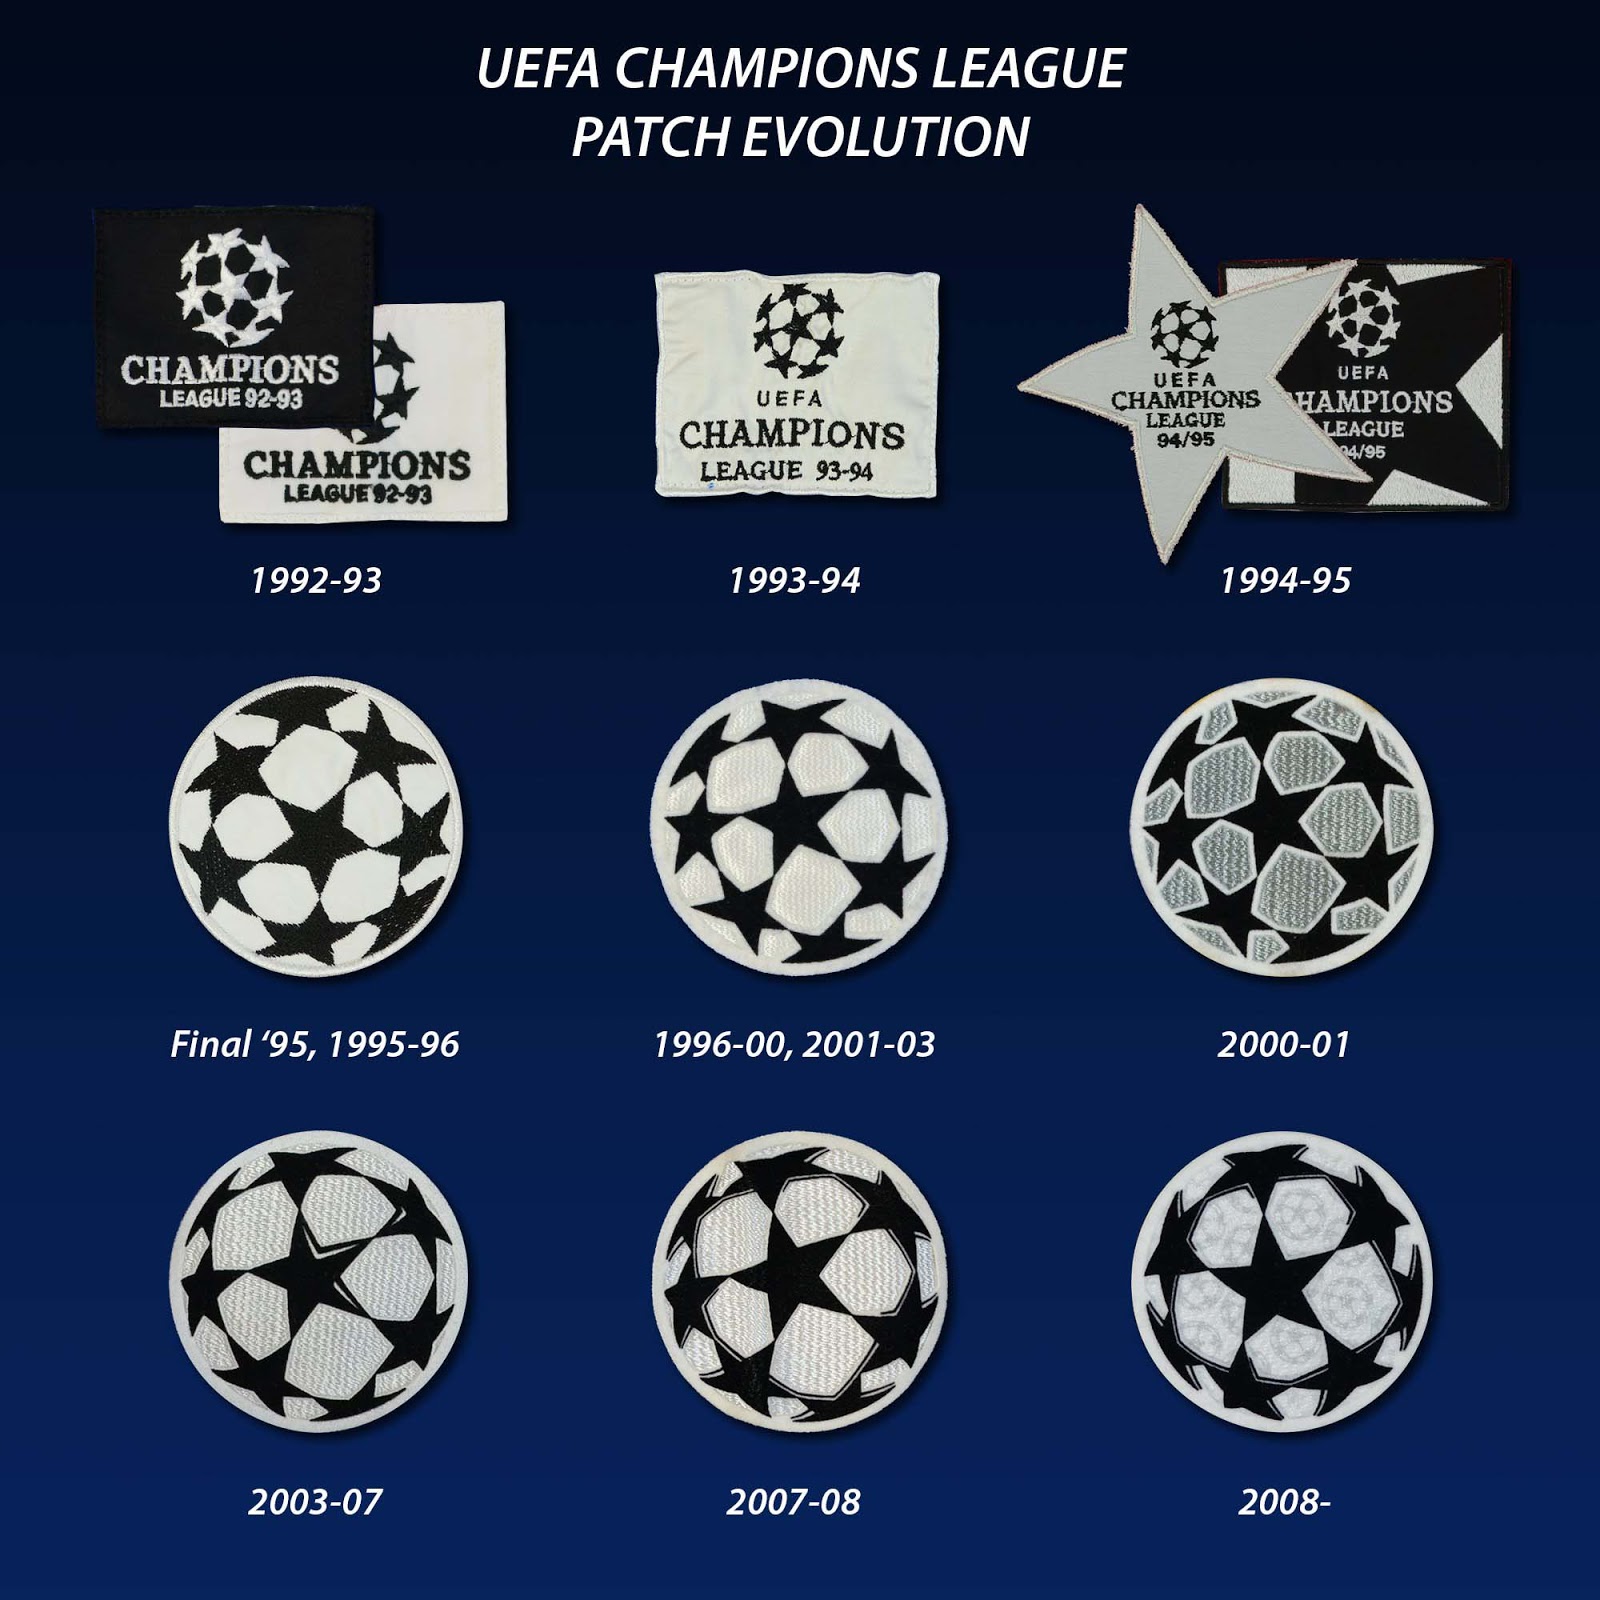 UEFA CHAMPIONS LEAGUE
PATCH EVOLUTION
CHAMPIONS
LEAGUE 92-93
CHAMPIONS
LEAGUE 92-93
1992-93
UEFA
CHAMPIONS
LEAGUE 93-94
1993-94
UEFA
CHAMPIONS
LEAGUE
94/95
UEFA
HAMPIONS
LEAGUE
94/95
1994-95
Final ‘95, 1995-96
1996-00, 2001-03
2000-01
2003-07
2007-08
2008-